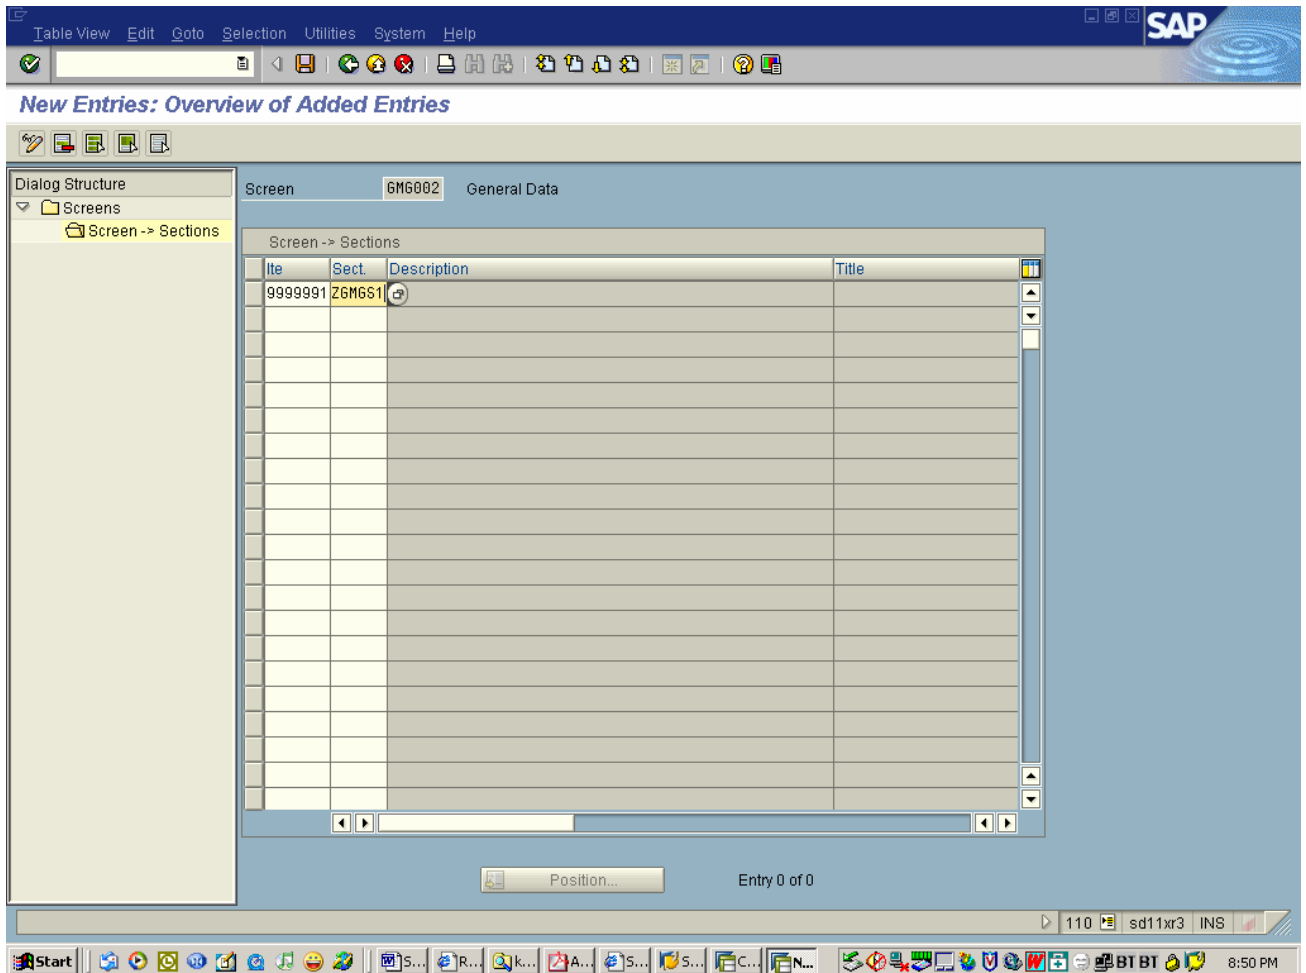 Table View Edit Goto Selection Utilities System Help
SAP
New Entries: Overview of Added Entries
Dialog Structure
Screens
Screen -> Sections
Screen GMG002 General Data
Screen -> Sections
Ite Sect. Description Title
9999991 ZGMGS1
Position...
Entry 0 of 0
110 sd11xr3 INS
Start S... R... k... A... S... S... C... N... BT BT 8:50 PM